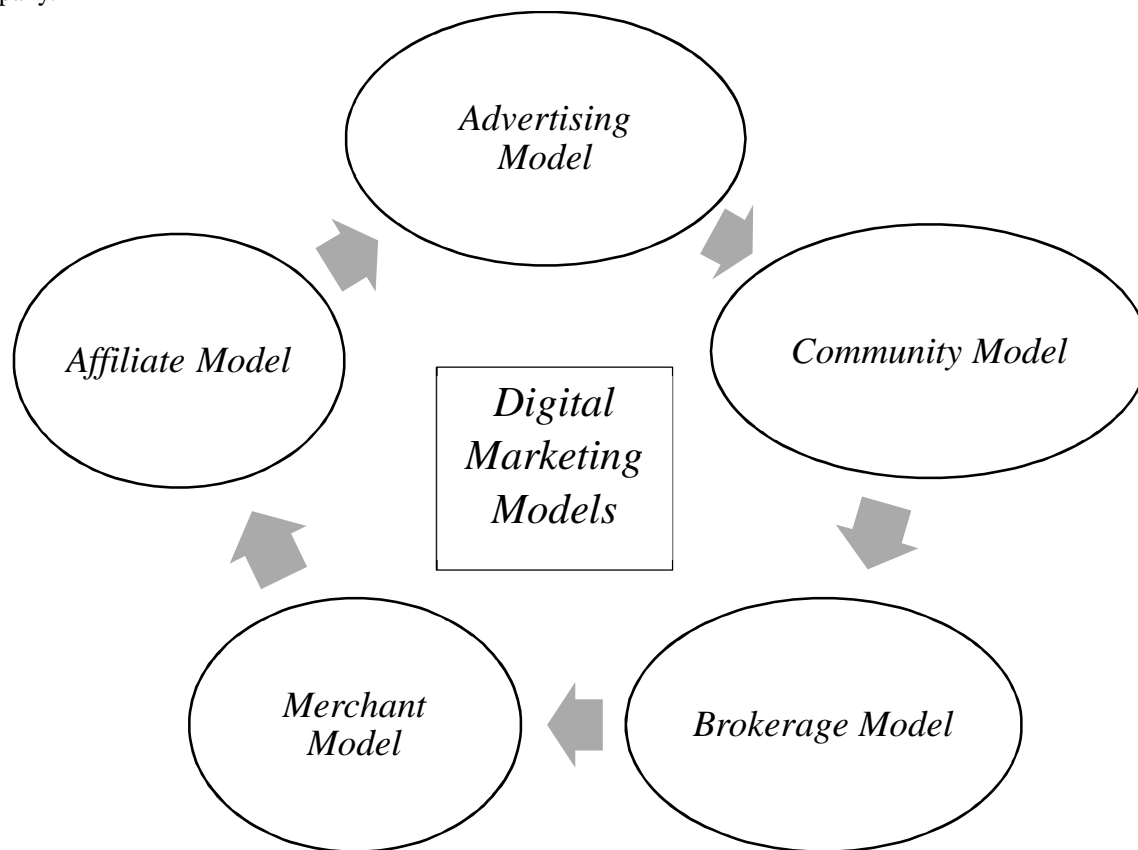 Advertising
Model
Affiliate Model
Community Model
Digital
Marketing
Models
Merchant
Model
Brokerage Model